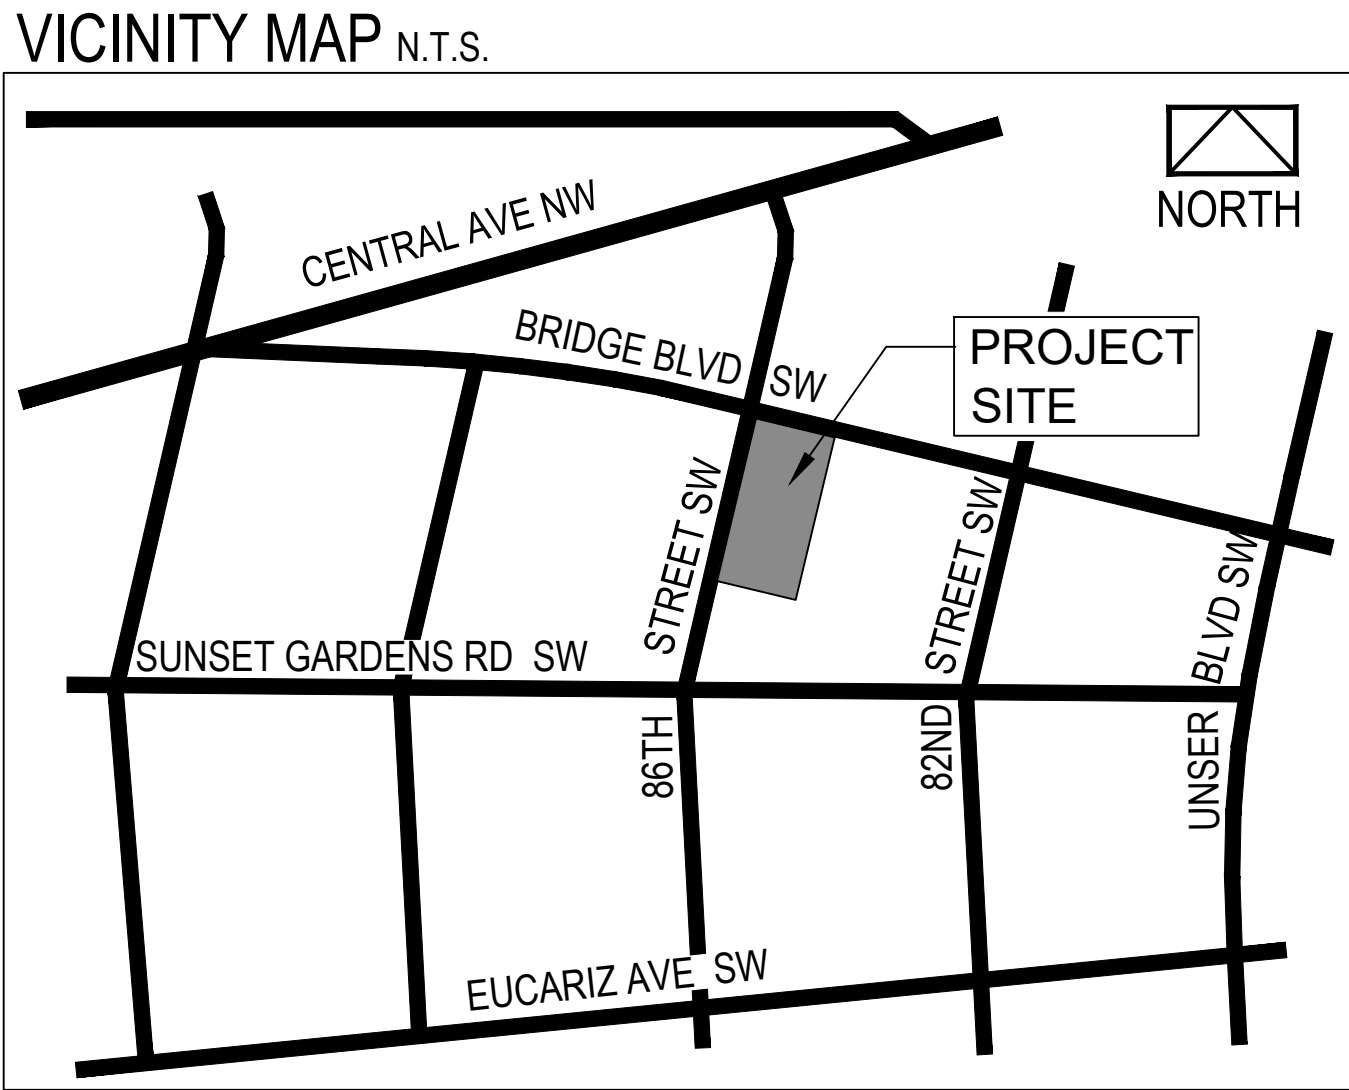 VICINITY MAP N.T.S.
NORTH
CENTRAL AVE NW
BRIDGE BLVD SW
PROJECT
SITE
STREET SW
STREET SW
BLVD SW
SUNSET GARDENS RD SW
86TH
82ND
UNSER
EUCARIZ AVE SW